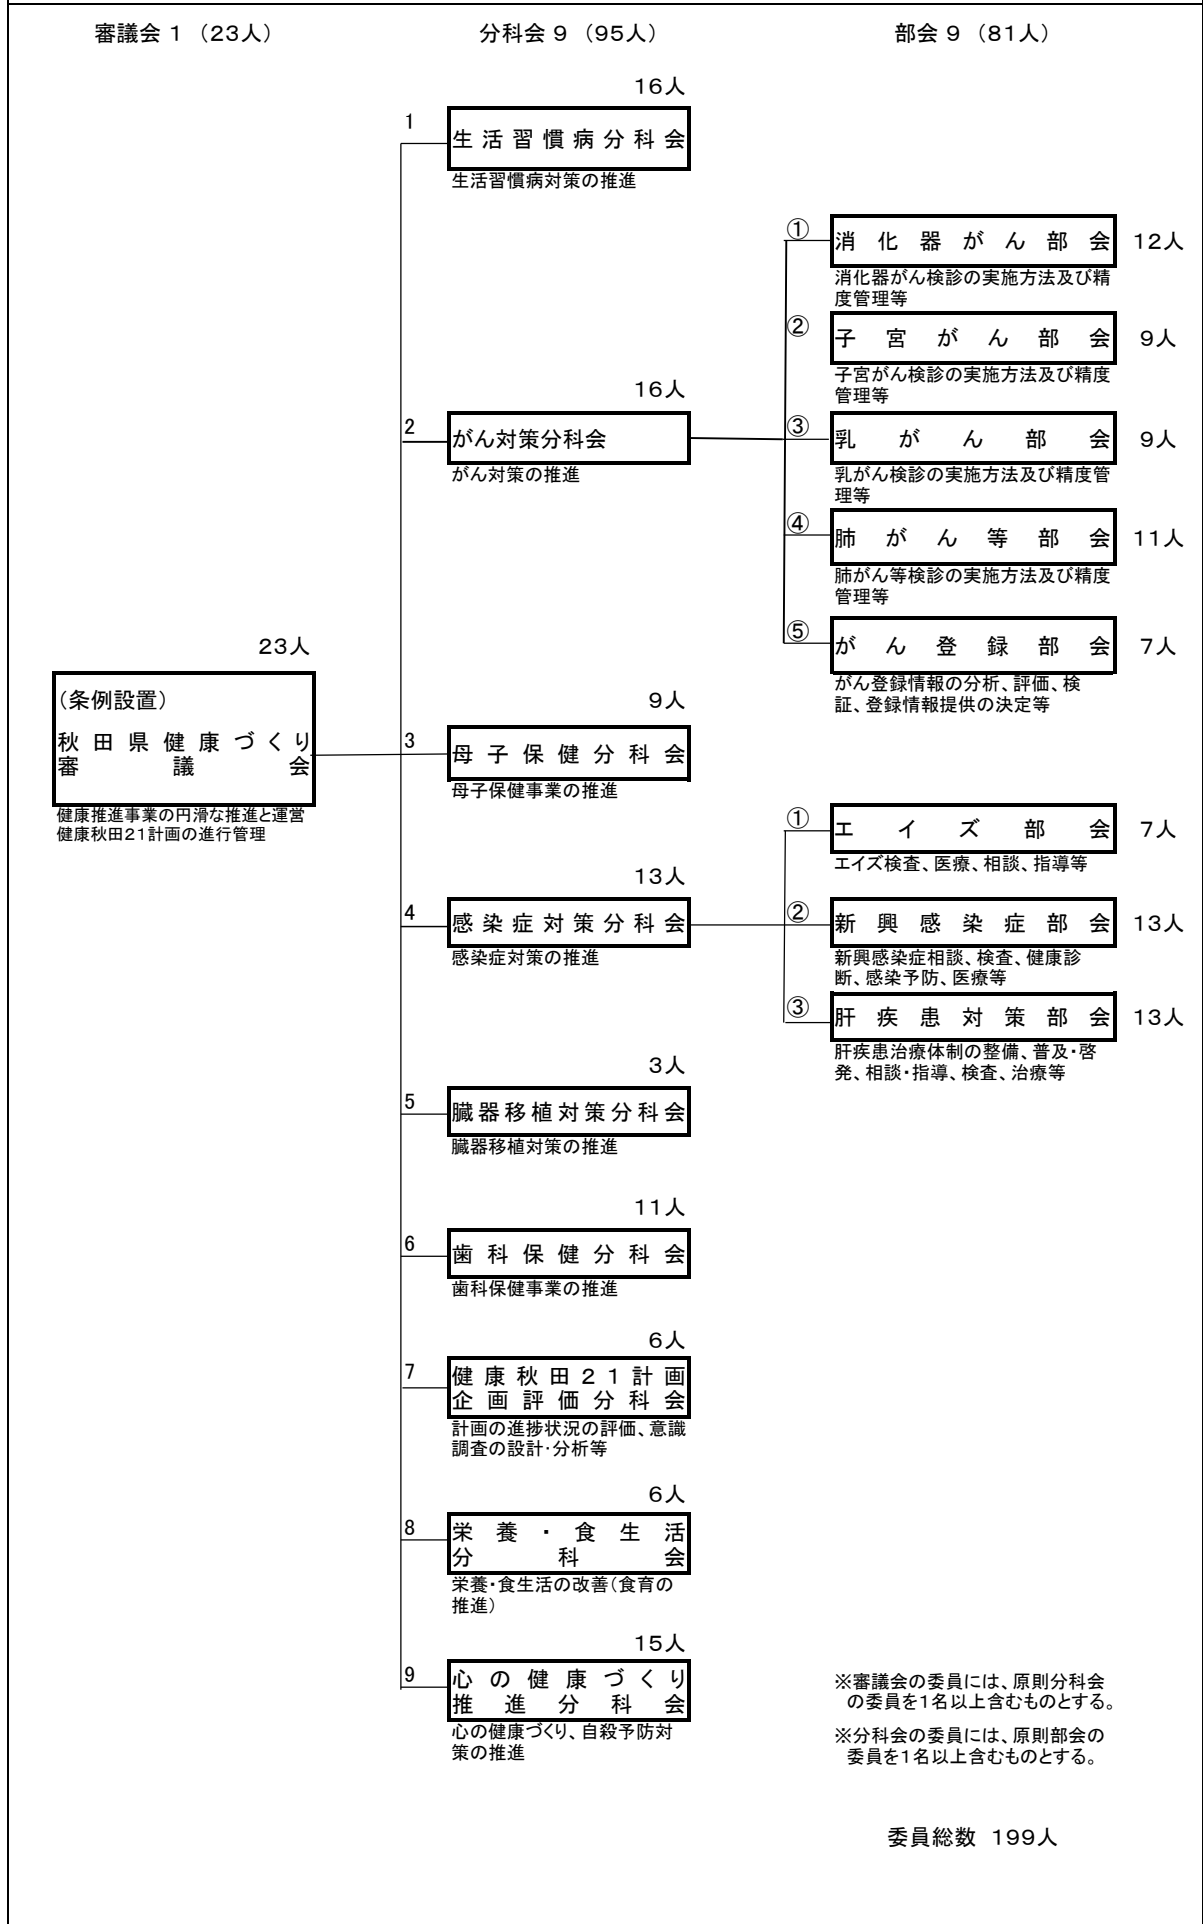 審議会 1 （23人）
分科会 9 （95人）
部会 9 （81人）
16人
1
生活習慣病分科会
生活習慣病対策の推進
①
消化器がん部会
12人
消化器がん検診の実施方法及び精
度管理等
②
子宮がん部会
9人
子宮がん検診の実施方法及び精度
管理等
16人
2
がん対策分科会
がん対策の推進
③
乳がん部会
9人
乳がん検診の実施方法及び精度管
理等
④
肺がん等部会
11人
肺がん等検診の実施方法及び精度
管理等
⑤
がん登録部会
7人
がん登録情報の分析、評価、検
証、登録情報提供の決定等
23人
（条例設置）
秋田県健康づくり
審議会
健康推進事業の円滑な推進と運営
健康秋田21計画の進行管理
9人
3
母子保健分科会
母子保健事業の推進
①
エイズ部会
7人
エイズ検査、医療、相談、指導等
13人
4
感染症対策分科会
感染症対策の推進
②
新興感染症部会
13人
新興感染症相談、検査、健康診
断、感染予防、医療等
③
肝疾患対策部会
13人
肝疾患治療体制の整備、普及・啓
発、相談・指導、検査、治療等
3人
5
臓器移植対策分科会
臓器移植対策の推進
11人
6
歯科保健分科会
歯科保健事業の推進
6人
7
健康秋田21計画
企画評価分科会
計画の進捗状況の評価、意識
調査の設計・分析等
6人
8
栄養・食生活
分科会
栄養・食生活の改善（食育の
推進）
15人
9
心の健康づくり
推進分科会
心の健康づくり、自殺予防対
策の推進
※審議会の委員には、原則分科会
の委員を1名以上含むものとする。
※分科会の委員には、原則部会の
委員を1名以上含むものとする。
委員総数 199人